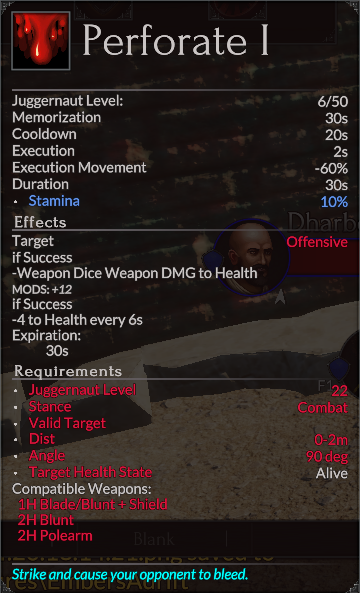 Perforate I
Juggernaut Level: 6/50
Memorization 30s
Cooldown 20s
Execution 2s
Execution Movement -60%
Duration 30s
• Stamina 10%
Effects
Target Offensive
if Success
-Weapon Dice Weapon DMG to Health
MODS: +12
if Success
-4 to Health every 6s
Expiration:
30s
Requirements
• Juggernaut Level 22
• Stance Combat
• Valid Target
• Dist 0-2m
• Angle 90 deg
• Target Health State Alive
Compatible Weapons:
1H Blade/Blunt + Shield
2H Blunt
2H Polearm
Blank
Strike and cause your opponent to bleed.